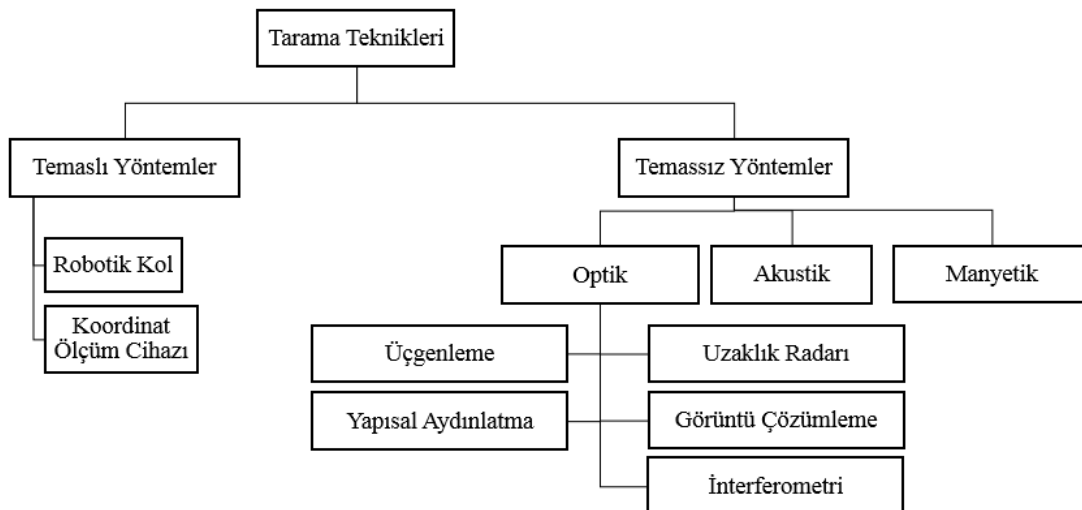 Tarama Teknikleri
Temaslı Yöntemler
Temassız Yöntemler
Robotik Kol
Koordinat
Ölçüm Cihazı
Optik
Akustik
Manyetik
Üçgenleme
Uzaklık Radarı
Yapısal Aydınlatma
Görüntü Çözümleme
İnterferometri